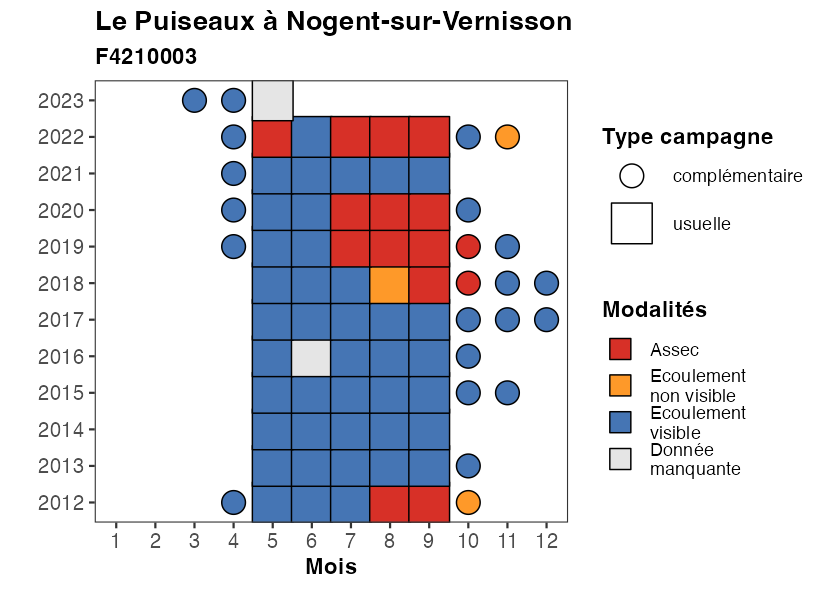 Le Puiseaux à Nogent-sur-Vernisson
F4210003
2023
2022
2021
2020
2019
2018
2017
2016
2015
2014
2013
2012
1 2 3 4 5 6 7 8 9 10 11 12
Mois
Type campagne
complémentaire
usuelle
Modalités
Assec
Ecoulement
non visible
Ecoulement
visible
Donnée
manquante